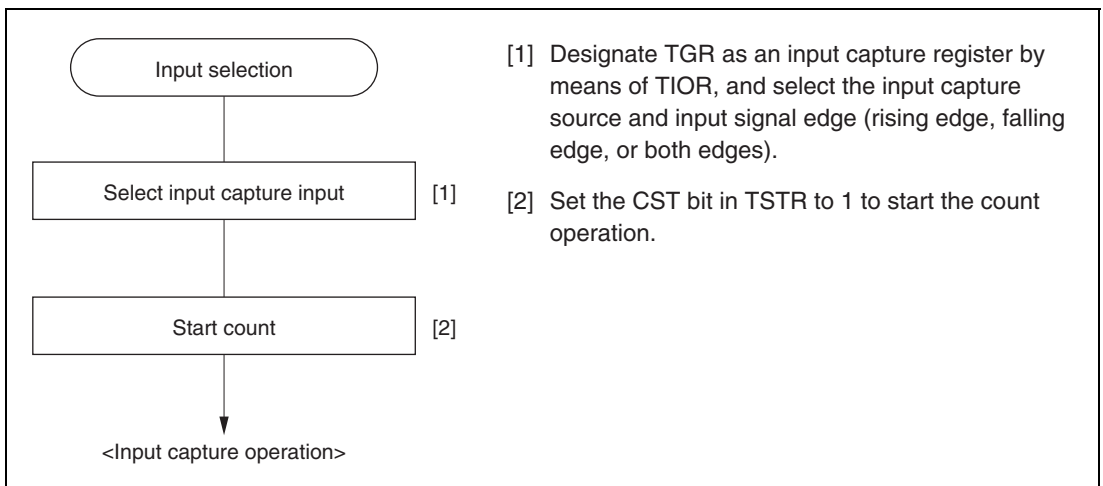 Input selection
Select input capture input
[1]
Start count
[2]
<Input capture operation>
[1] Designate TGR as an input capture register by
means of TIOR, and select the input capture
source and input signal edge (rising edge, falling
edge, or both edges).
[2] Set the CST bit in TSTR to 1 to start the count
operation.